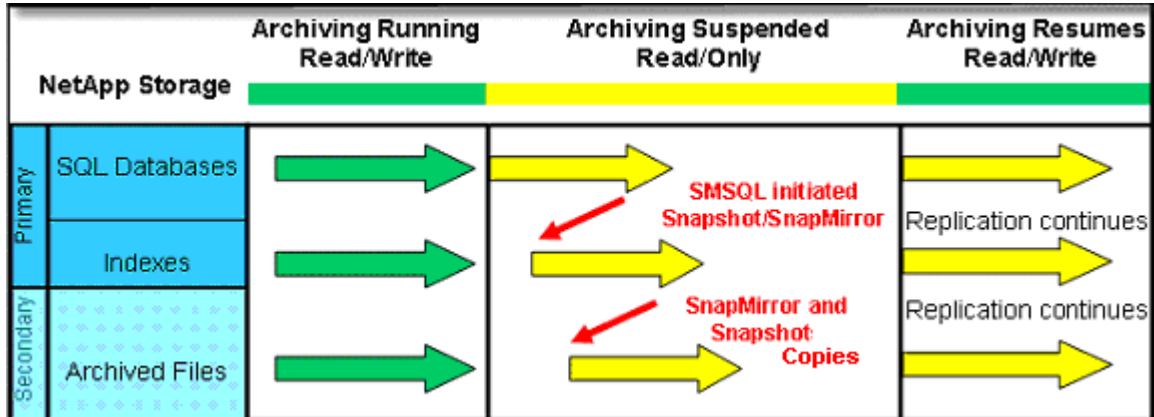 Archiving Running
Read/Write
Archiving Suspended
Read/Only
Archiving Resumes
Read/Write
NetApp Storage
Primary
SQL Databases
SMSQL initiated
Snapshot/SnapMirror
Replication continues
Indexes
Secondary
SnapMirror and
Snapshot
Copies
Replication continues
Archived Files